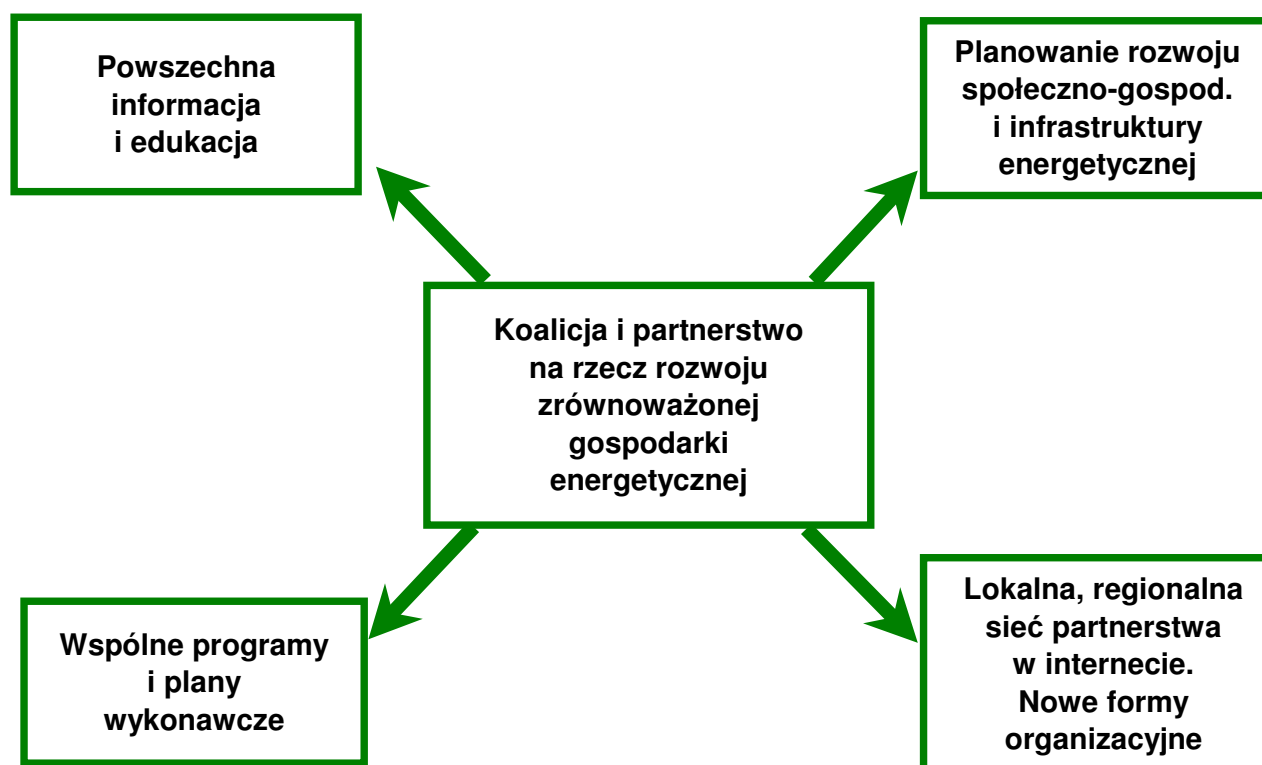 Powszechna
informacja
i edukacja
Planowanie rozwoju
społeczno-gospod.
i infrastruktury
energetycznej
Koalicja i partnerstwo
na rzecz rozwoju
zrównoważonej
gospodarki
energetycznej
Wspólne programy
i plany
wykonawcze
Lokalna, regionalna
sieć partnerstwa
w internecie.
Nowe formy
organizacyjne